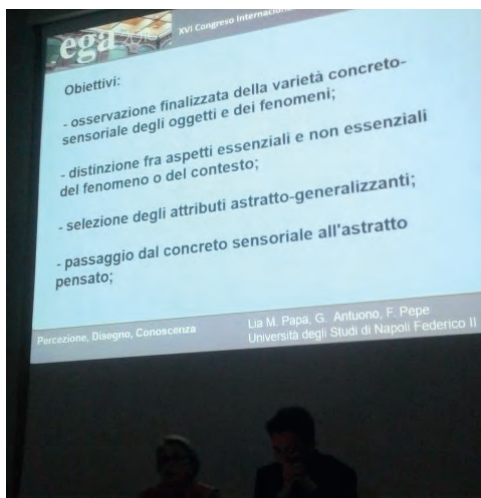 ega
XVI Congreso Internacional
Obiettivi:
- osservazione finalizzata della varietà concreto-
sensoriale degli oggetti e dei fenomeni;
- distinzione fra aspetti essenziali e non essenziali
del fenomeno o del contesto;
- selezione degli attributi astratto-generalizzanti;
- passaggio dal concreto sensoriale all'astratto
pensato;
Percezione, Disegno, Conoscenza
Lia M. Papa, G. Antuono, F. Pepe
Università degli Studi di Napoli Federico II